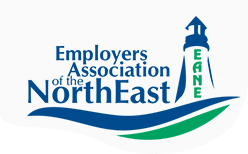 Employers
Association
of the
NorthEast
EANE